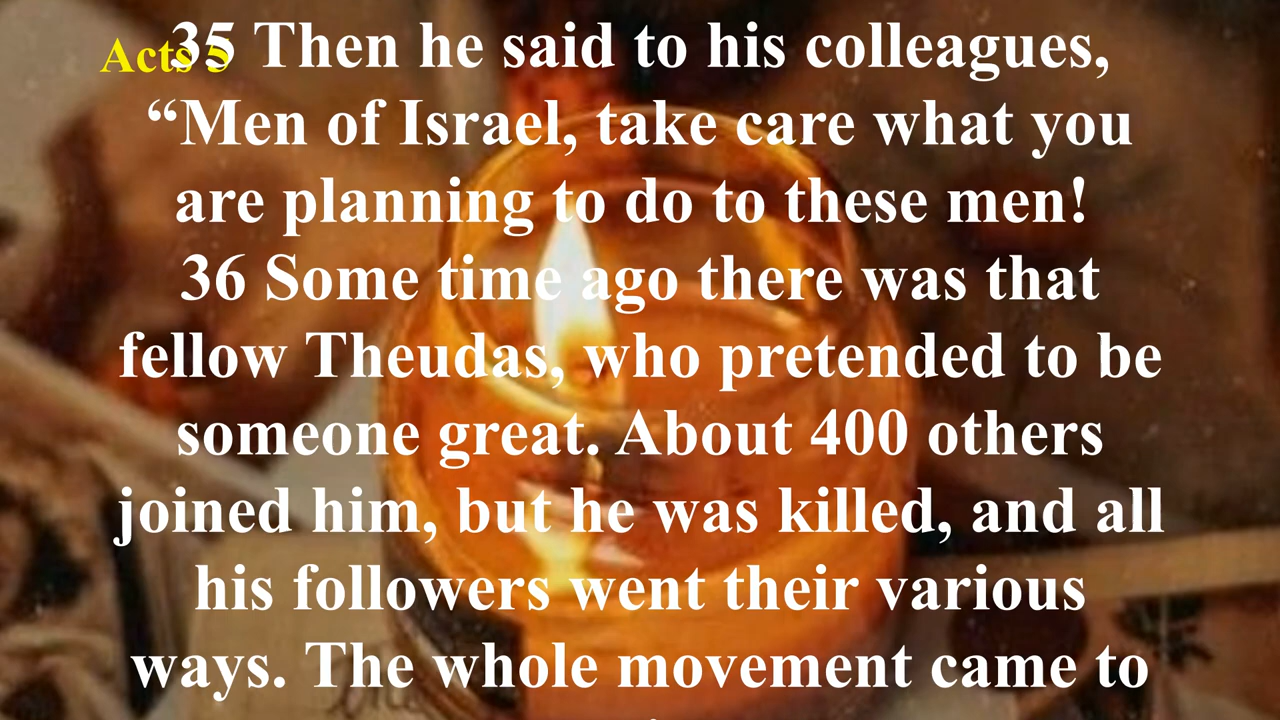 Acts 5
35 Then he said to his colleagues,
“Men of Israel, take care what you
are planning to do to these men!
36 Some time ago there was that
fellow Theudas, who pretended to be
someone great. About 400 others
joined him, but he was killed, and all
his followers went their various
ways. The whole movement came to